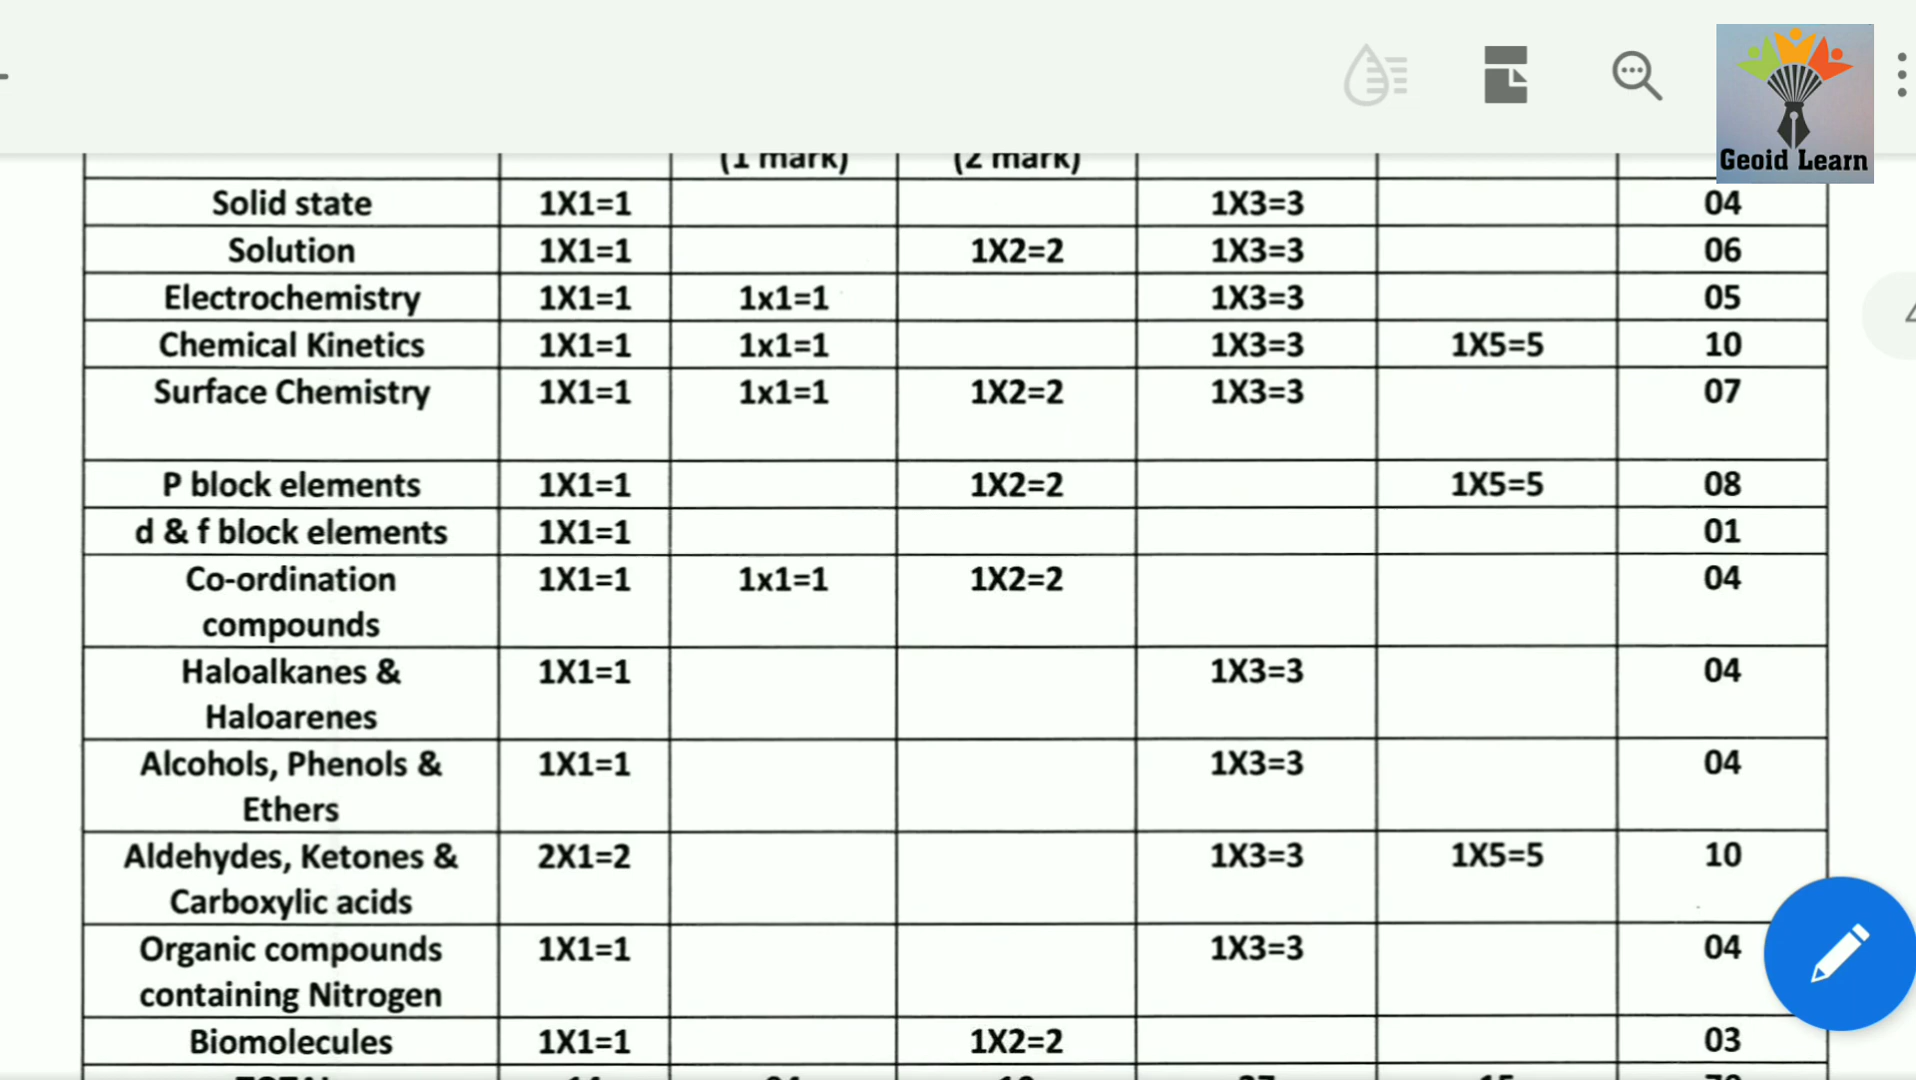 Geoid Learn
(1 mark) (2 mark)
Solid state 1X1=1 1X3=3 04
Solution 1X1=1 1X2=2 1X3=3 06
Electrochemistry 1X1=1 1x1=1 1X3=3 05
Chemical Kinetics 1X1=1 1x1=1 1X3=3 1X5=5 10
Surface Chemistry 1X1=1 1x1=1 1X2=2 1X3=3 07
P block elements 1X1=1 1X2=2 1X5=5 08
d & f block elements 1X1=1 01
Co-ordination 1X1=1 1x1=1 1X2=2 04
compounds
Haloalkanes & 1X1=1 1X3=3 04
Haloarenes
Alcohols, Phenols & 1X1=1 1X3=3 04
Ethers
Aldehydes, Ketones & 2X1=2 1X3=3 1X5=5 10
Carboxylic acids
Organic compounds 1X1=1 1X3=3 04
containing Nitrogen
Biomolecules 1X1=1 1X2=2 03